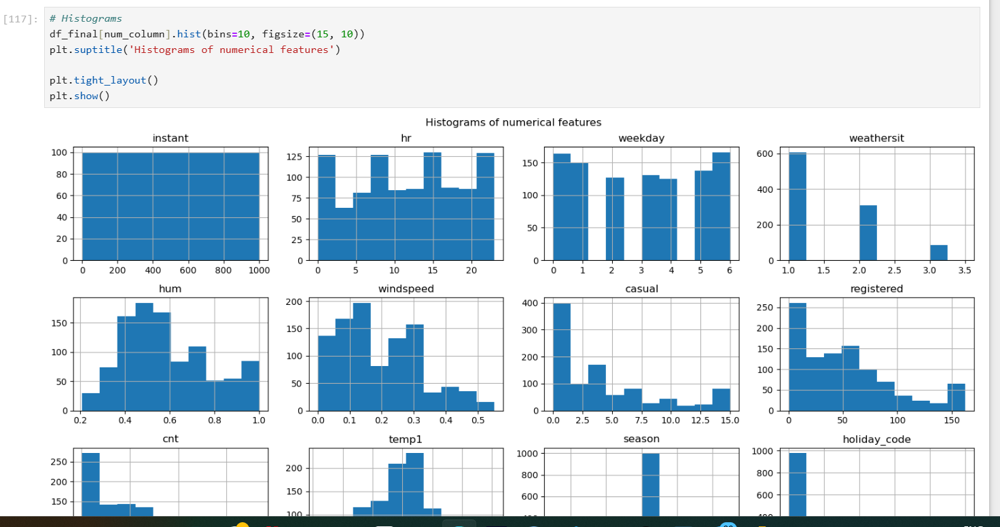 [117]:
# Histograms
df_final[num_column].hist(bins=10, figsize=(15, 10))
plt.suptitle('Histograms of numerical features')
plt.tight_layout()
plt.show()
Histograms of numerical features
instant
100
80
60
40
20
0
0 200 400 600 800 1000
hr
125
100
75
50
25
0
0 5 10 15 20
weekday
150
100
50
0
0 1 2 3 4 5 6
weathersit
600
400
200
0
1.0 1.5 2.0 2.5 3.0 3.5
hum
150
100
50
0
0.2 0.4 0.6 0.8 1.0
windspeed
200
150
100
50
0
0.0 0.1 0.2 0.3 0.4 0.5
casual
400
300
200
100
0
0.0 2.5 5.0 7.5 10.0 12.5 15.0
registered
250
200
150
100
50
0
0 50 100 150
cnt
250
200
150
temp1
200
150
100
season
1000
800
600
400
holiday_code
1000
800
600
400